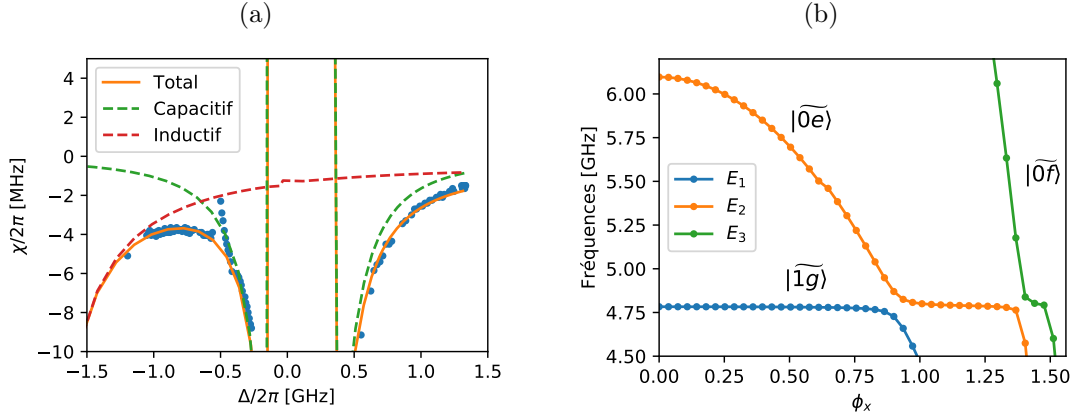 (a)
4
2
0
−2
−4
−6
−8
−10
χ/2π [MHz]
Total
Capacitif
Inductif
−1.5 −1.0 −0.5 0.0 0.5 1.0 1.5
Δ/2π [GHz]
(b)
6.00
5.75
5.50
5.25
5.00
4.75
4.50
Fréquences [GHz]
|0͠e⟩
|0͠f⟩
|1͠g⟩
E₁
E₂
E₃
0.00 0.25 0.50 0.75 1.00 1.25 1.50
ϕₓ